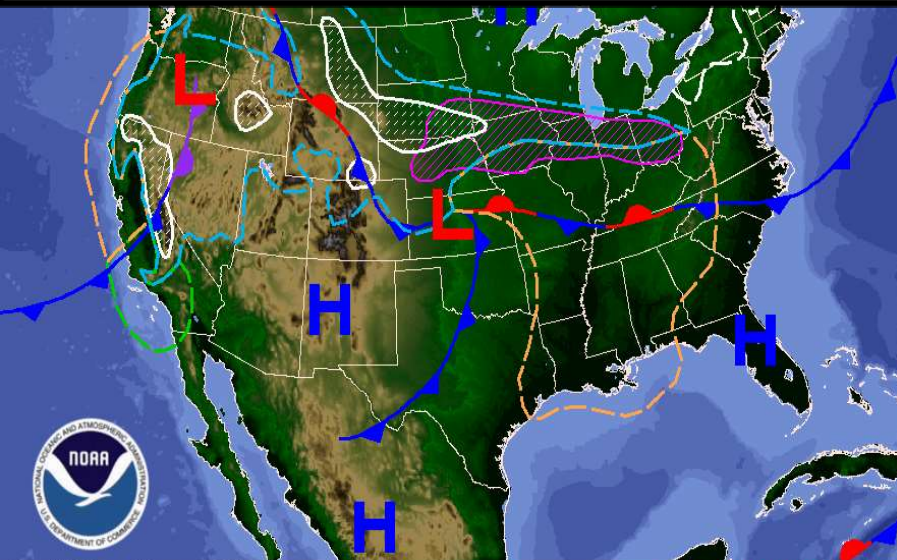 H
L
L
H
H
H
NATIONAL OCEANIC AND ATMOSPHERIC ADMINISTRATION
NOAA
U.S. DEPARTMENT OF COMMERCE